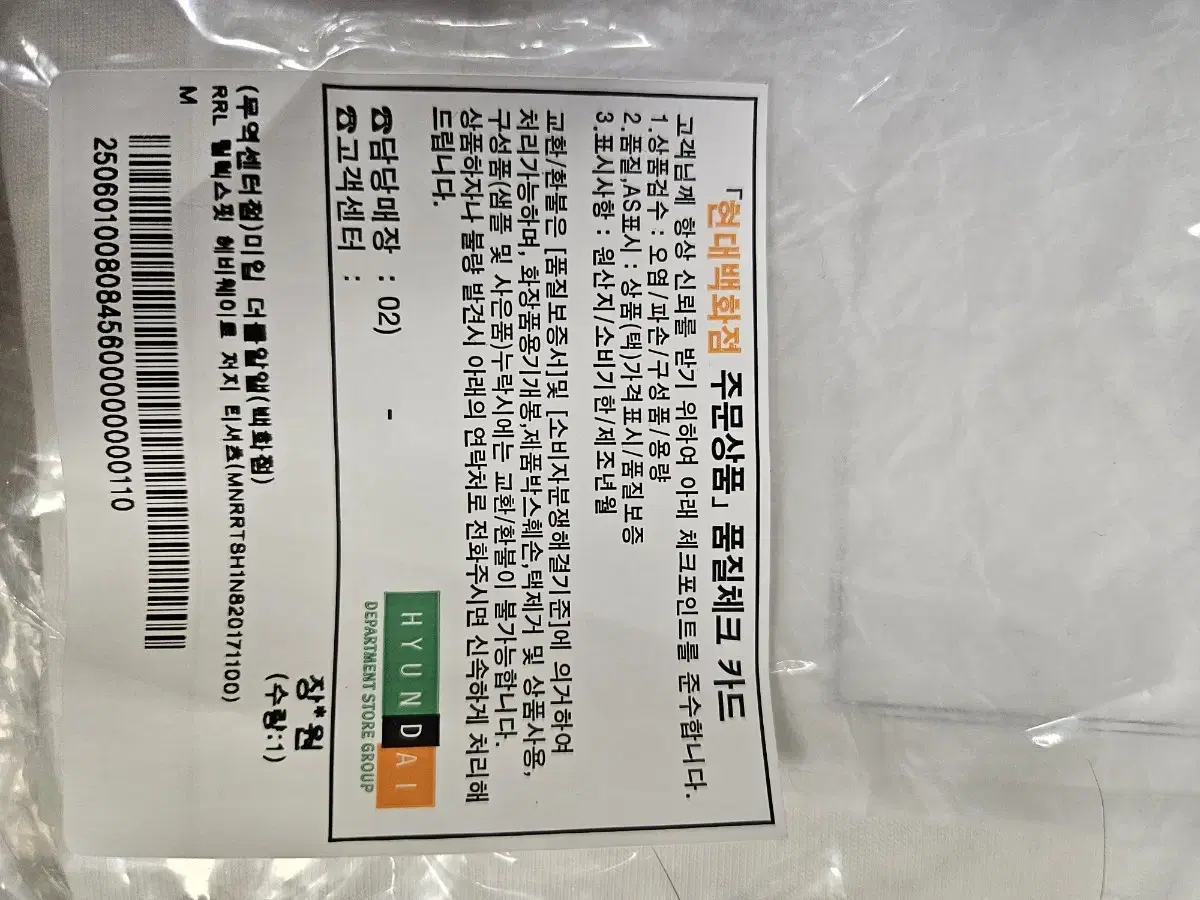 「현대백화점 주문상품」 품질체크 카드
고객님께 항상 신뢰를 받기 위하여 아래 체크포인트를 준수합니다.
1.상품검수 : 오염/파손/구성품/용량
2.품질,AS표시 : 상품(택)가격표시/품질보증
3.표시사항 : 원산지/소비기한/제조년월
교환/환불은 [품질보증서]및 [소비자분쟁해결기준]에 의거하여
처리가능하며, 화장품용기개봉,제품박스훼손,택제거 및 상품사용,
구성품(샘플 및 사은품)누락시에는 교환/환불이 불가능합니다.
상품하자나 불량 발견시 아래의 연락처로 전화주시면 신속하게 처리해
드립니다.
☎담당매장 : 02) -
☎고객센터 :
HYUNDAI
DEPARTMENT STORE GROUP
장*원
(수량:1)
(무역센터점)미입 더블알엘(백화점)
RRL 릴렉스핏 헤비웨이트 저지 티셔츠(MNRRTSH1N820171100)
M
25060100808456000000000110